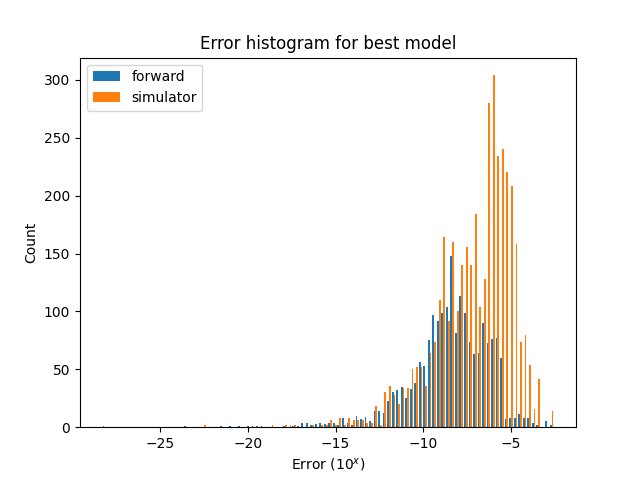 Error histogram for best model
forward
simulator
300
250
200
150
100
50
0
Count
−25 −20 −15 −10 −5
Error (10^x)